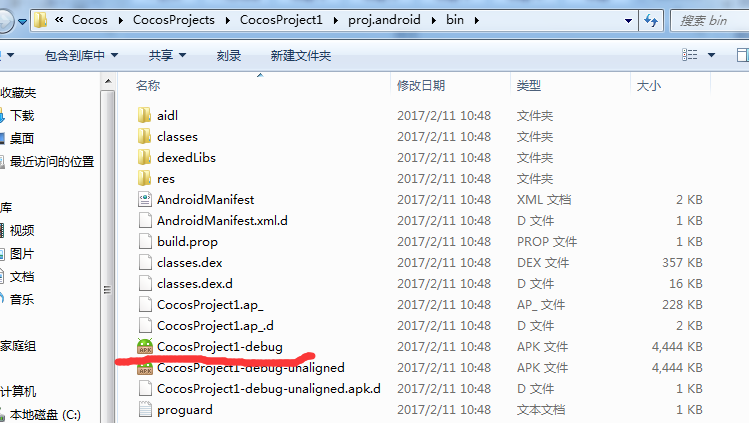 « Cocos ▸ CocosProjects ▸ CocosProject1 ▸ proj.android ▸ bin ▸ 搜索 bin
包含到库中 共享 刻录 新建文件夹
名称 修改日期 类型 大小
收藏夹
下载
桌面
最近访问的位置
库
视频
图片
文档
音乐
家庭组
计算机
本地磁盘 (C:)
aidl 2017/2/11 10:48 文件夹
classes 2017/2/11 10:48 文件夹
dexedLibs 2017/2/11 10:48 文件夹
res 2017/2/11 10:48 文件夹
AndroidManifest 2017/2/11 10:48 XML 文档 2 KB
AndroidManifest.xml.d 2017/2/11 10:48 D 文件 1 KB
build.prop 2017/2/11 10:48 PROP 文件 1 KB
classes.dex 2017/2/11 10:48 DEX 文件 357 KB
classes.dex.d 2017/2/11 10:48 D 文件 16 KB
CocosProject1.ap_ 2017/2/11 10:48 AP_ 文件 228 KB
CocosProject1.ap_.d 2017/2/11 10:48 D 文件 2 KB
CocosProject1-debug 2017/2/11 10:48 APK 文件 4,444 KB
CocosProject1-debug-unaligned 2017/2/11 10:48 APK 文件 4,444 KB
CocosProject1-debug-unaligned.apk.d 2017/2/11 10:48 D 文件 1 KB
proguard 2017/2/11 10:48 文本文档 1 KB